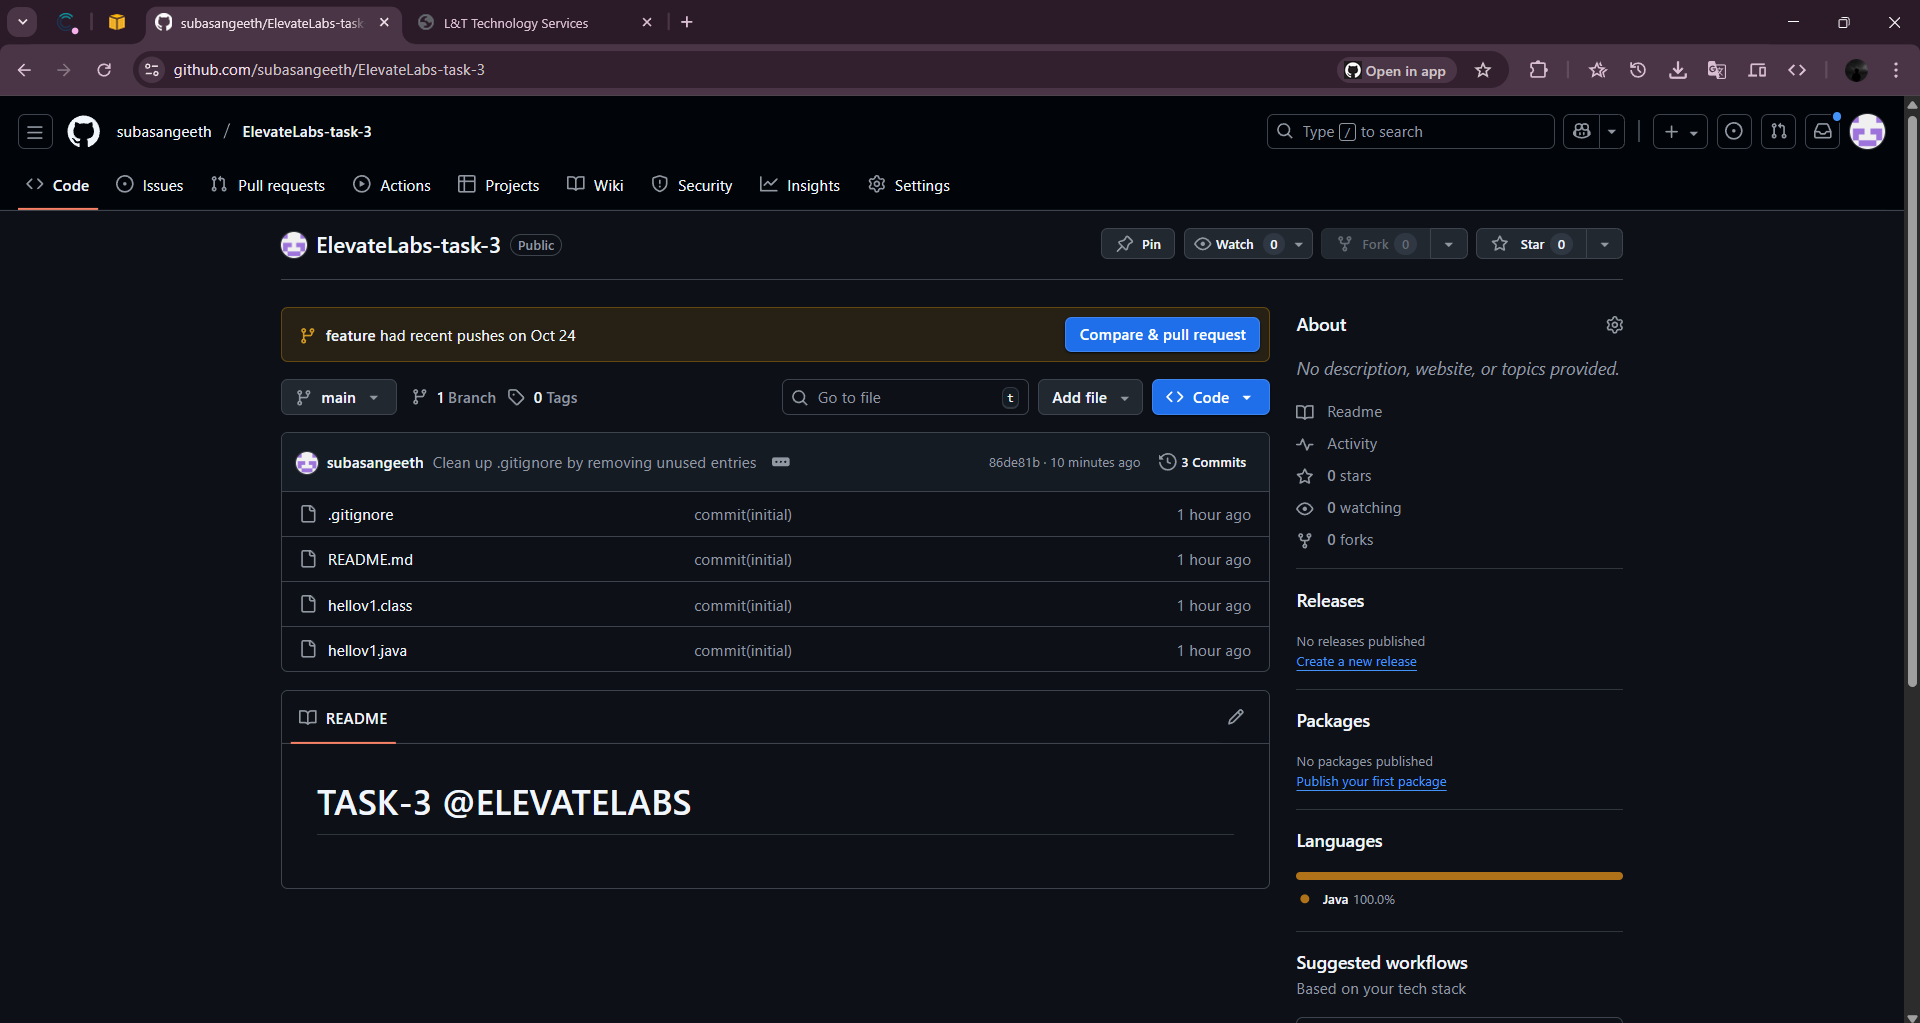 subasangeeth/ElevateLabs-task
L&T Technology Services
github.com/subasangeeth/ElevateLabs-task-3
Open in app
subasangeeth / ElevateLabs-task-3
Type / to search
Code
Issues
Pull requests
Actions
Projects
Wiki
Security
Insights
Settings
ElevateLabs-task-3 Public
Pin
Watch 0
Fork 0
Star 0
feature had recent pushes on Oct 24
Compare & pull request
main
1 Branch
0 Tags
Go to file t
Add file
Code
subasangeeth Clean up .gitignore by removing unused entries
86de81b · 10 minutes ago
3 Commits
.gitignore commit(initial) 1 hour ago
README.md commit(initial) 1 hour ago
hellov1.class commit(initial) 1 hour ago
hellov1.java commit(initial) 1 hour ago
README
TASK-3 @ELEVATELABS
About
No description, website, or topics provided.
Readme
Activity
0 stars
0 watching
0 forks
Releases
No releases published
Create a new release
Packages
No packages published
Publish your first package
Languages
Java 100.0%
Suggested workflows
Based on your tech stack